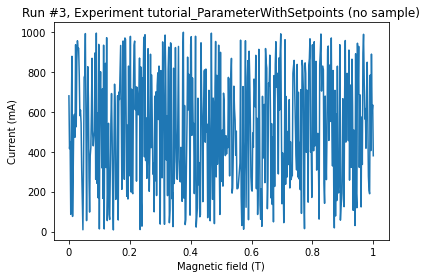 Run #3, Experiment tutorial_ParameterWithSetpoints (no sample)
1000
800
600
400
200
0
Current (mA)
0 0.2 0.4 0.6 0.8 1
Magnetic field (T)